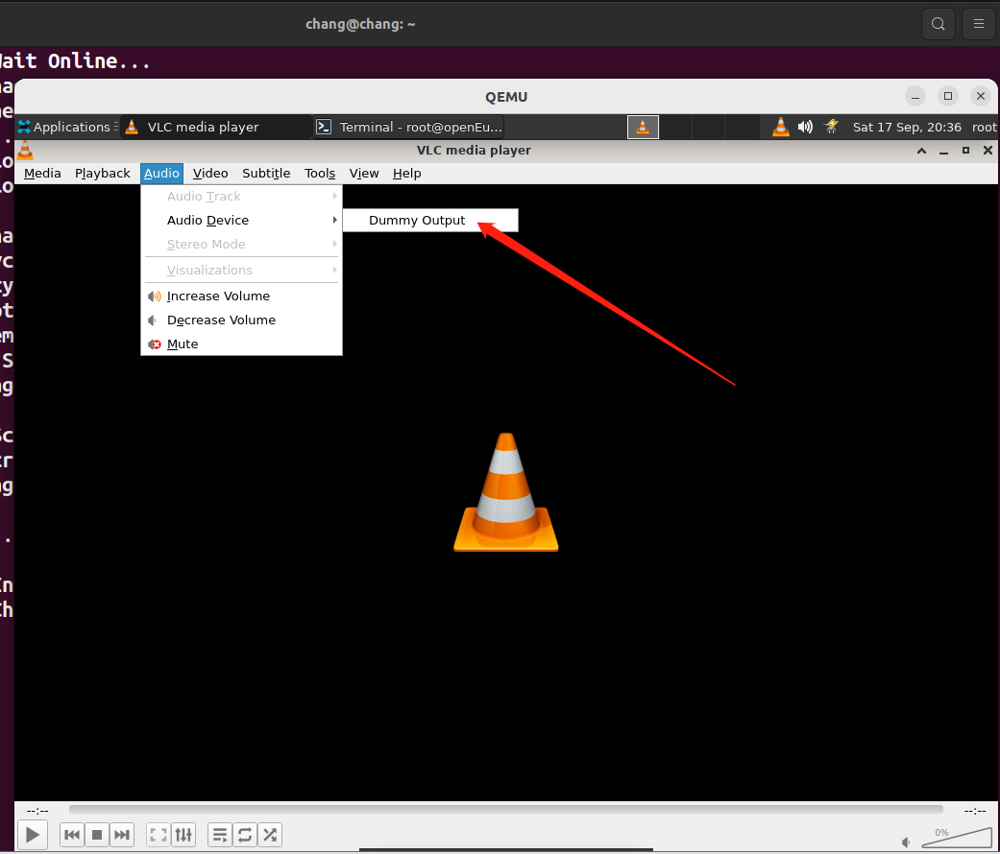 chang@chang: ~
Wait Online...
QEMU
Applications VLC media player Terminal - root@openEu... Sat 17 Sep, 20:36 root
VLC media player
Media Playback Audio Video Subtitle Tools View Help
Audio Track
Audio Device
Dummy Output
Stereo Mode
Visualizations
Increase Volume
Decrease Volume
Mute
--:-- --:--
0%